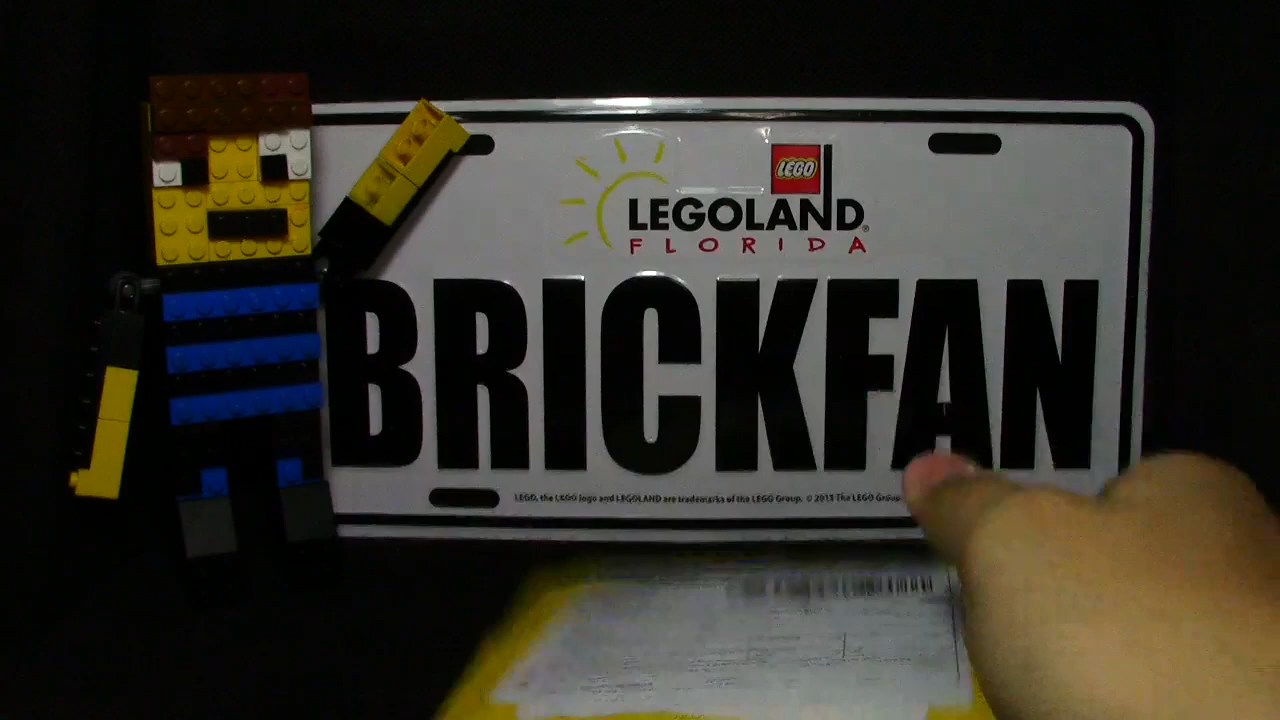 LEGO
LEGOLAND®
FLORIDA
BRICKFAN
LEGO, the LEGO logo and LEGOLAND are trademarks of the LEGO Group. © 2013 The LEGO Group